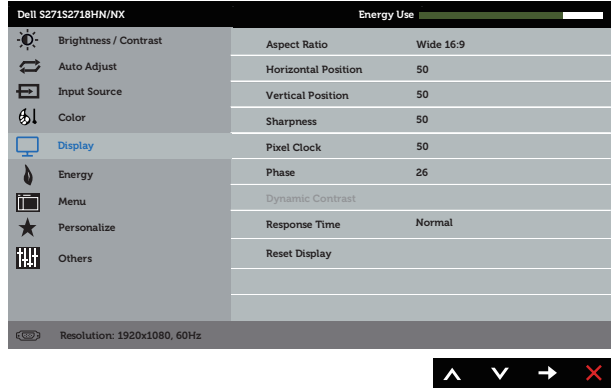 Dell S271S2718HN/NX Energy Use
Brightness / Contrast
Auto Adjust
Input Source
Color
Display
Energy
Menu
Personalize
Others
Aspect Ratio Wide 16:9
Horizontal Position 50
Vertical Position 50
Sharpness 50
Pixel Clock 50
Phase 26
Dynamic Contrast
Response Time Normal
Reset Display
Resolution: 1920x1080, 60Hz